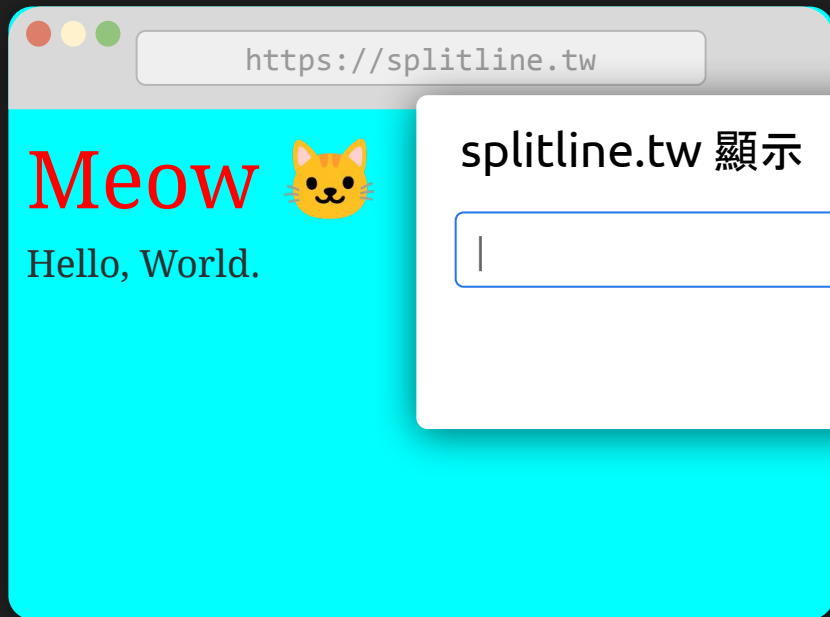 https://splitline.tw
Meow 🐱
Hello, World.
splitline.tw 顯示